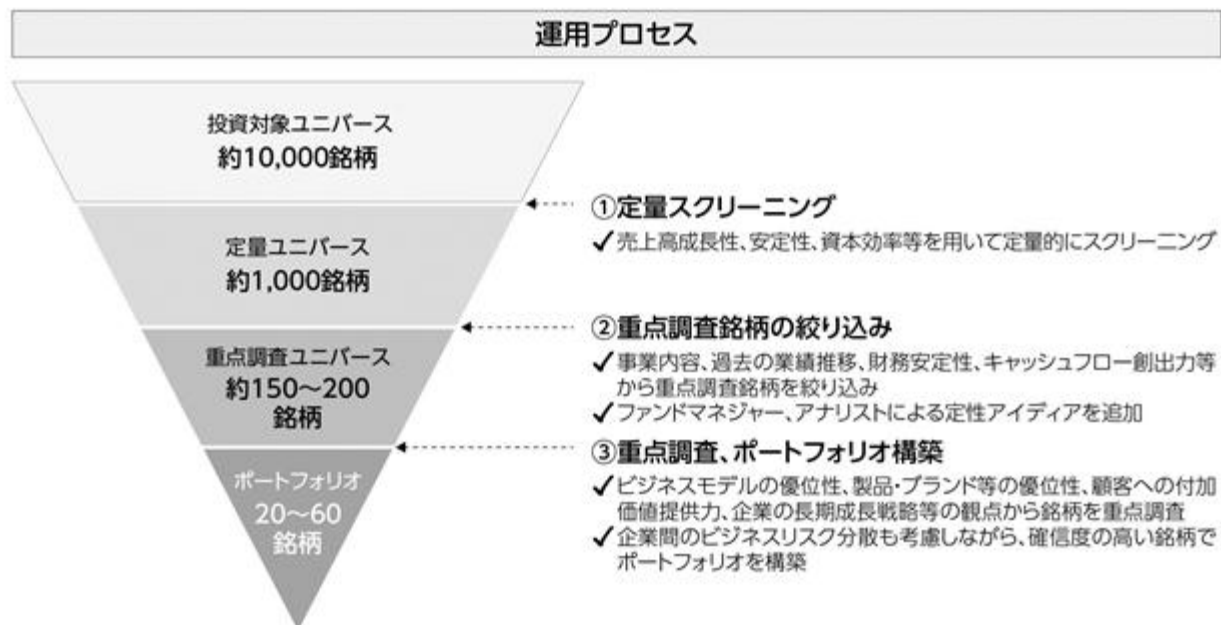 運用プロセス
投資対象ユニバース
約10,000銘柄
定量ユニバース
約1,000銘柄
重点調査ユニバース
約150～200
銘柄
ポートフォリオ
20～60
銘柄
①定量スクリーニング
✓売上高成長性、安定性、資本効率等を用いて定量的にスクリーニング
②重点調査銘柄の絞り込み
✓事業内容、過去の業績推移、財務安定性、キャッシュフロー創出力等
から重点調査銘柄を絞り込み
✓ファンドマネジャー、アナリストによる定性アイディアを追加
③重点調査、ポートフォリオ構築
✓ビジネスモデルの優位性、製品・ブランド等の優位性、顧客への付加
価値提供力、企業の長期成長戦略等の観点から銘柄を重点調査
✓企業間のビジネスリスク分散も考慮しながら、確信度の高い銘柄で
ポートフォリオを構築